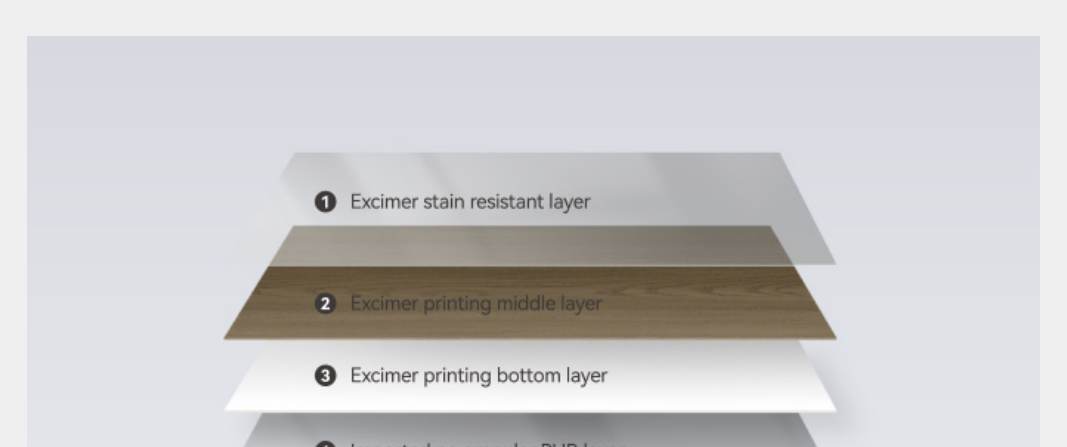 1 Excimer stain resistant layer
2 Excimer printing middle layer
3 Excimer printing bottom layer